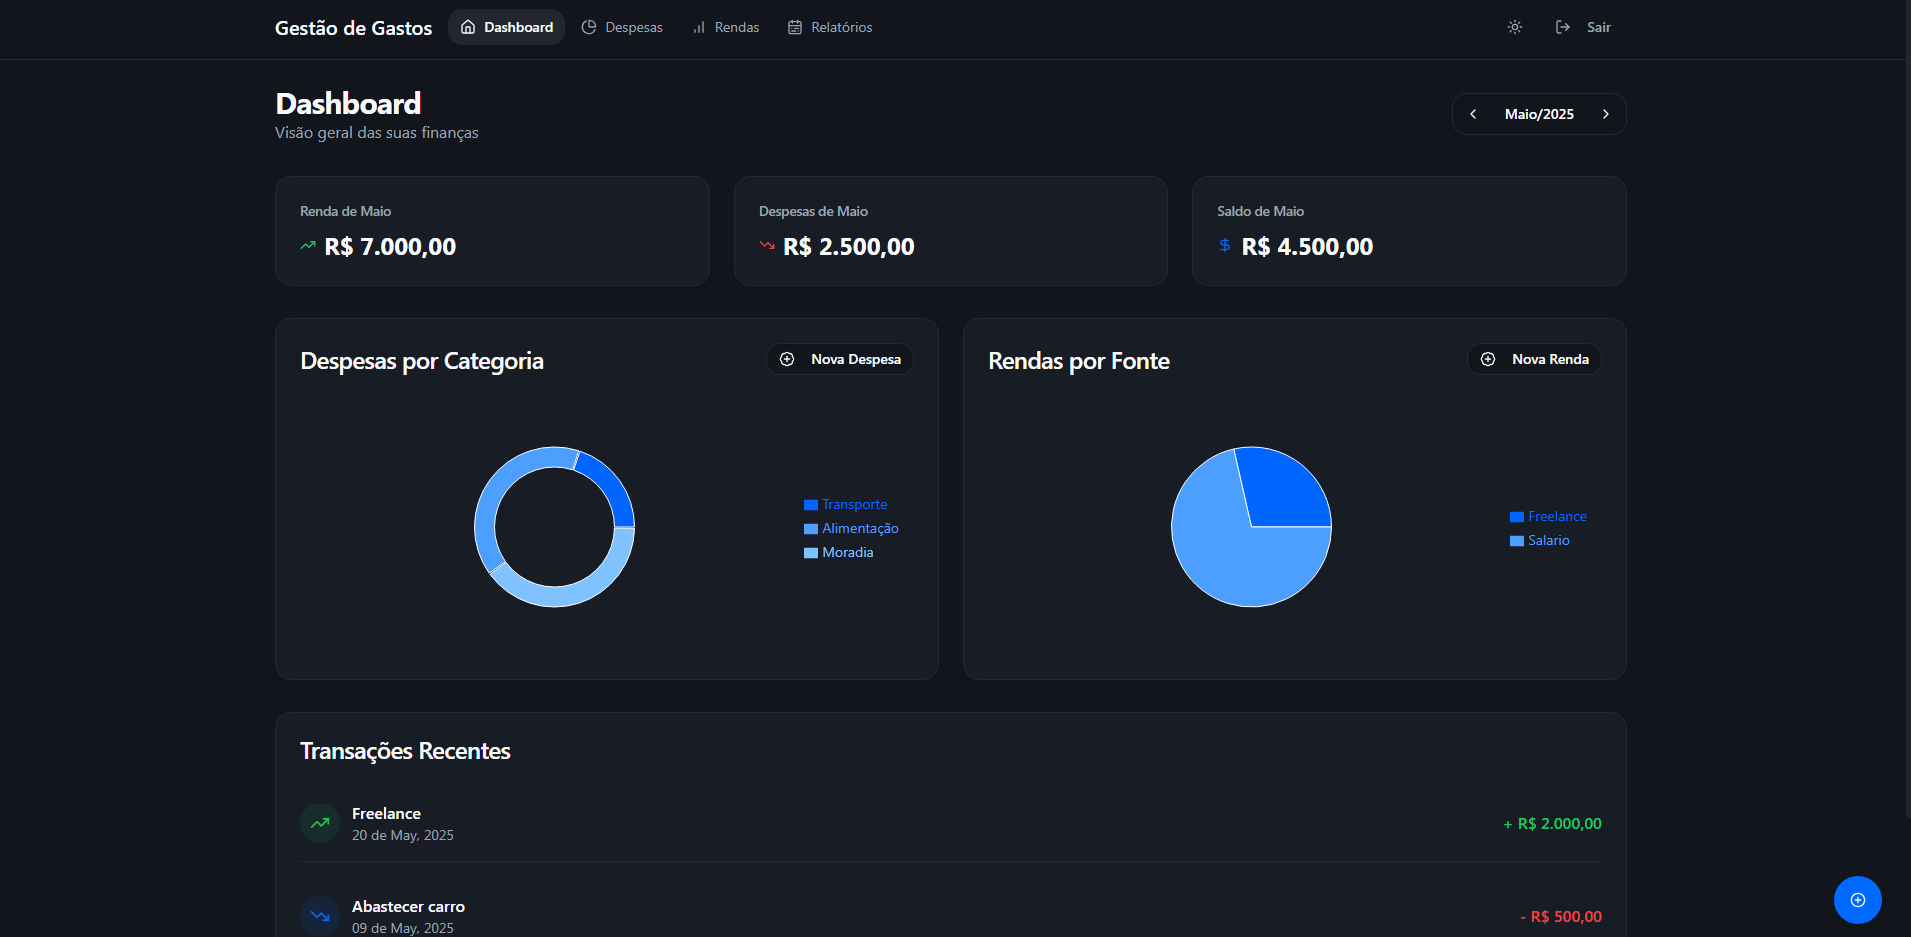 Gestão de Gastos
Dashboard
Despesas
Rendas
Relatórios
Sair
Dashboard
Visão geral das suas finanças
Maio/2025
Renda de Maio
R$ 7.000,00
Despesas de Maio
R$ 2.500,00
Saldo de Maio
R$ 4.500,00
Despesas por Categoria
Nova Despesa
Transporte
Alimentação
Moradia
Rendas por Fonte
Nova Renda
Freelance
Salario
Transações Recentes
Freelance
20 de May, 2025
+ R$ 2.000,00
Abastecer carro
09 de May, 2025
- R$ 500,00